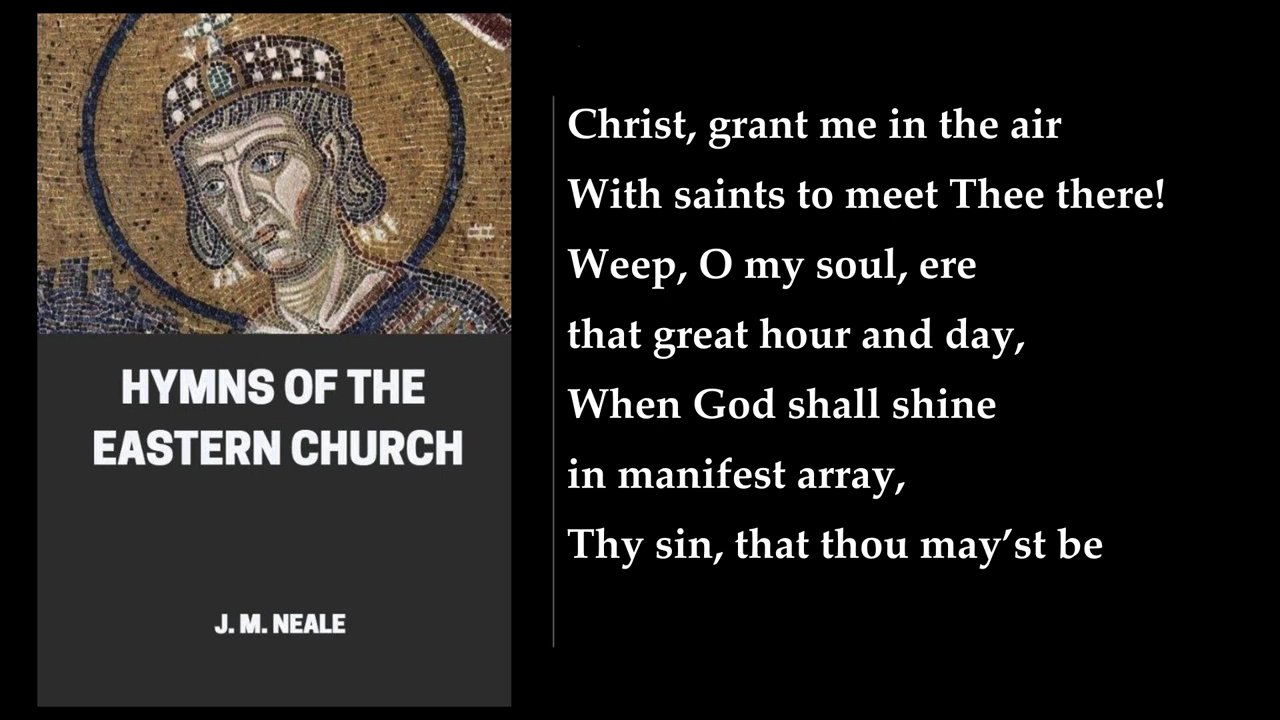 HYMNS OF THE
EASTERN CHURCH
J. M. NEALE
Christ, grant me in the air
With saints to meet Thee there!
Weep, O my soul, ere
that great hour and day,
When God shall shine
in manifest array,
Thy sin, that thou may’st be